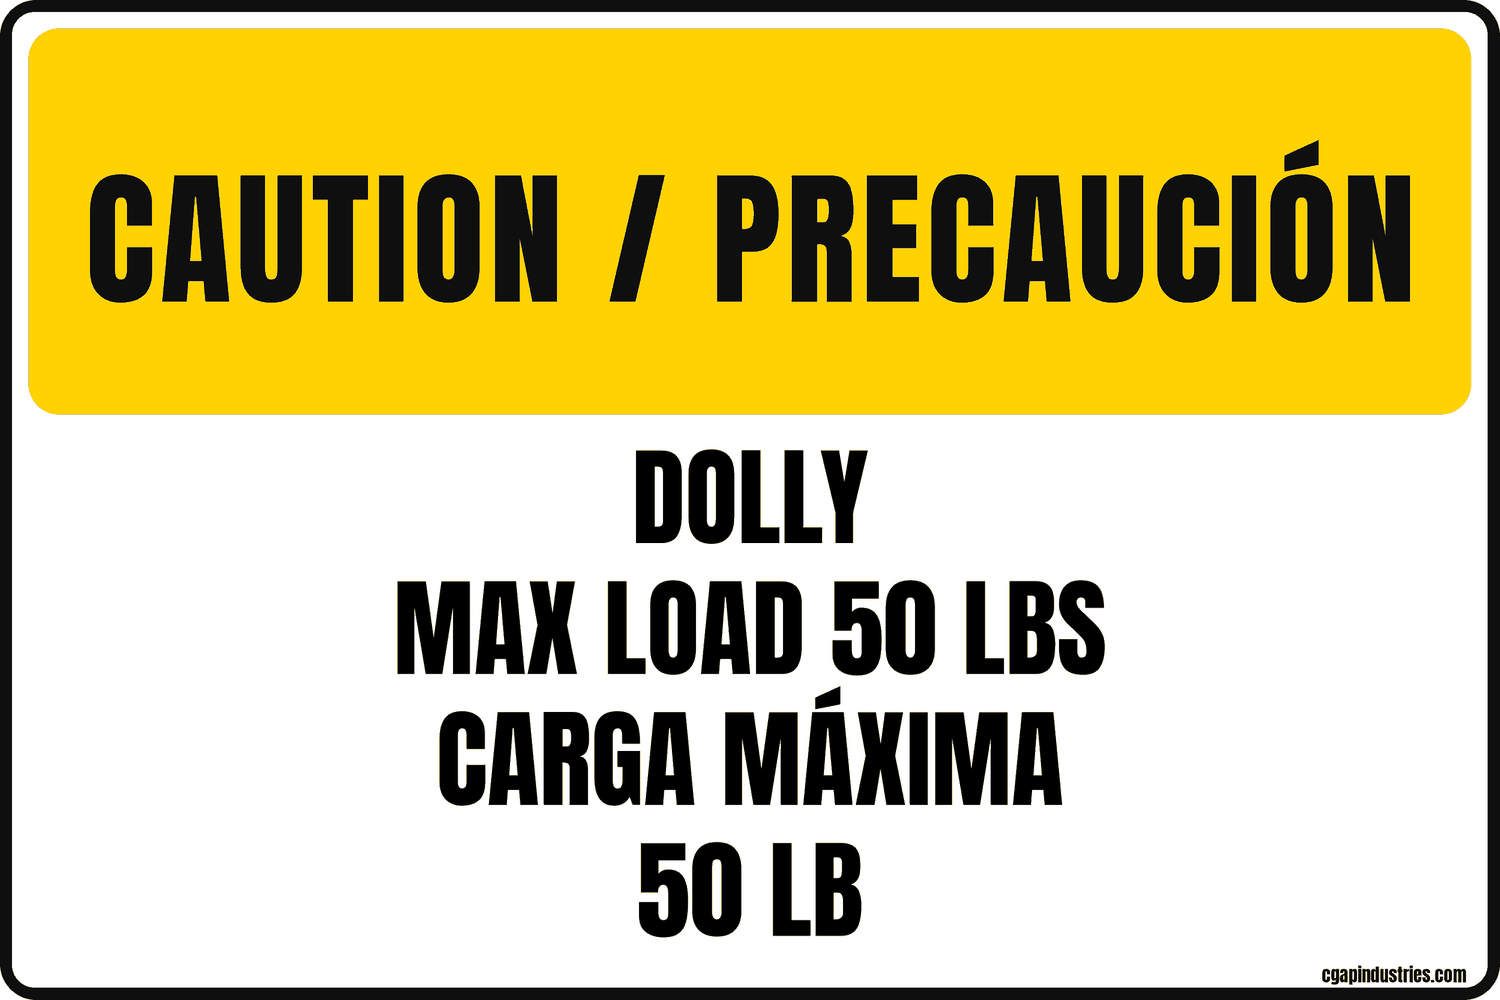 CAUTION / PRECAUCIÓN
DOLLY
MAX LOAD 50 LBS
CARGA MÁXIMA
50 LB
cgapindustries.com